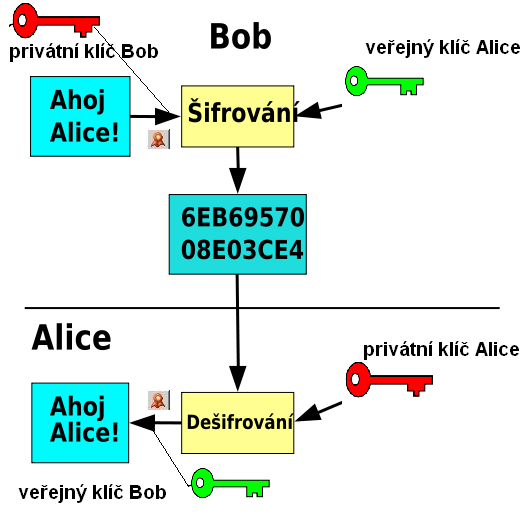 Bob
privátní klíč Bob
veřejný klíč Alice
Ahoj
Alice!
Šifrování
6EB69570
08E03CE4
Alice
privátní klíč Alice
Ahoj
Alice!
Dešifrování
veřejný klíč Bob